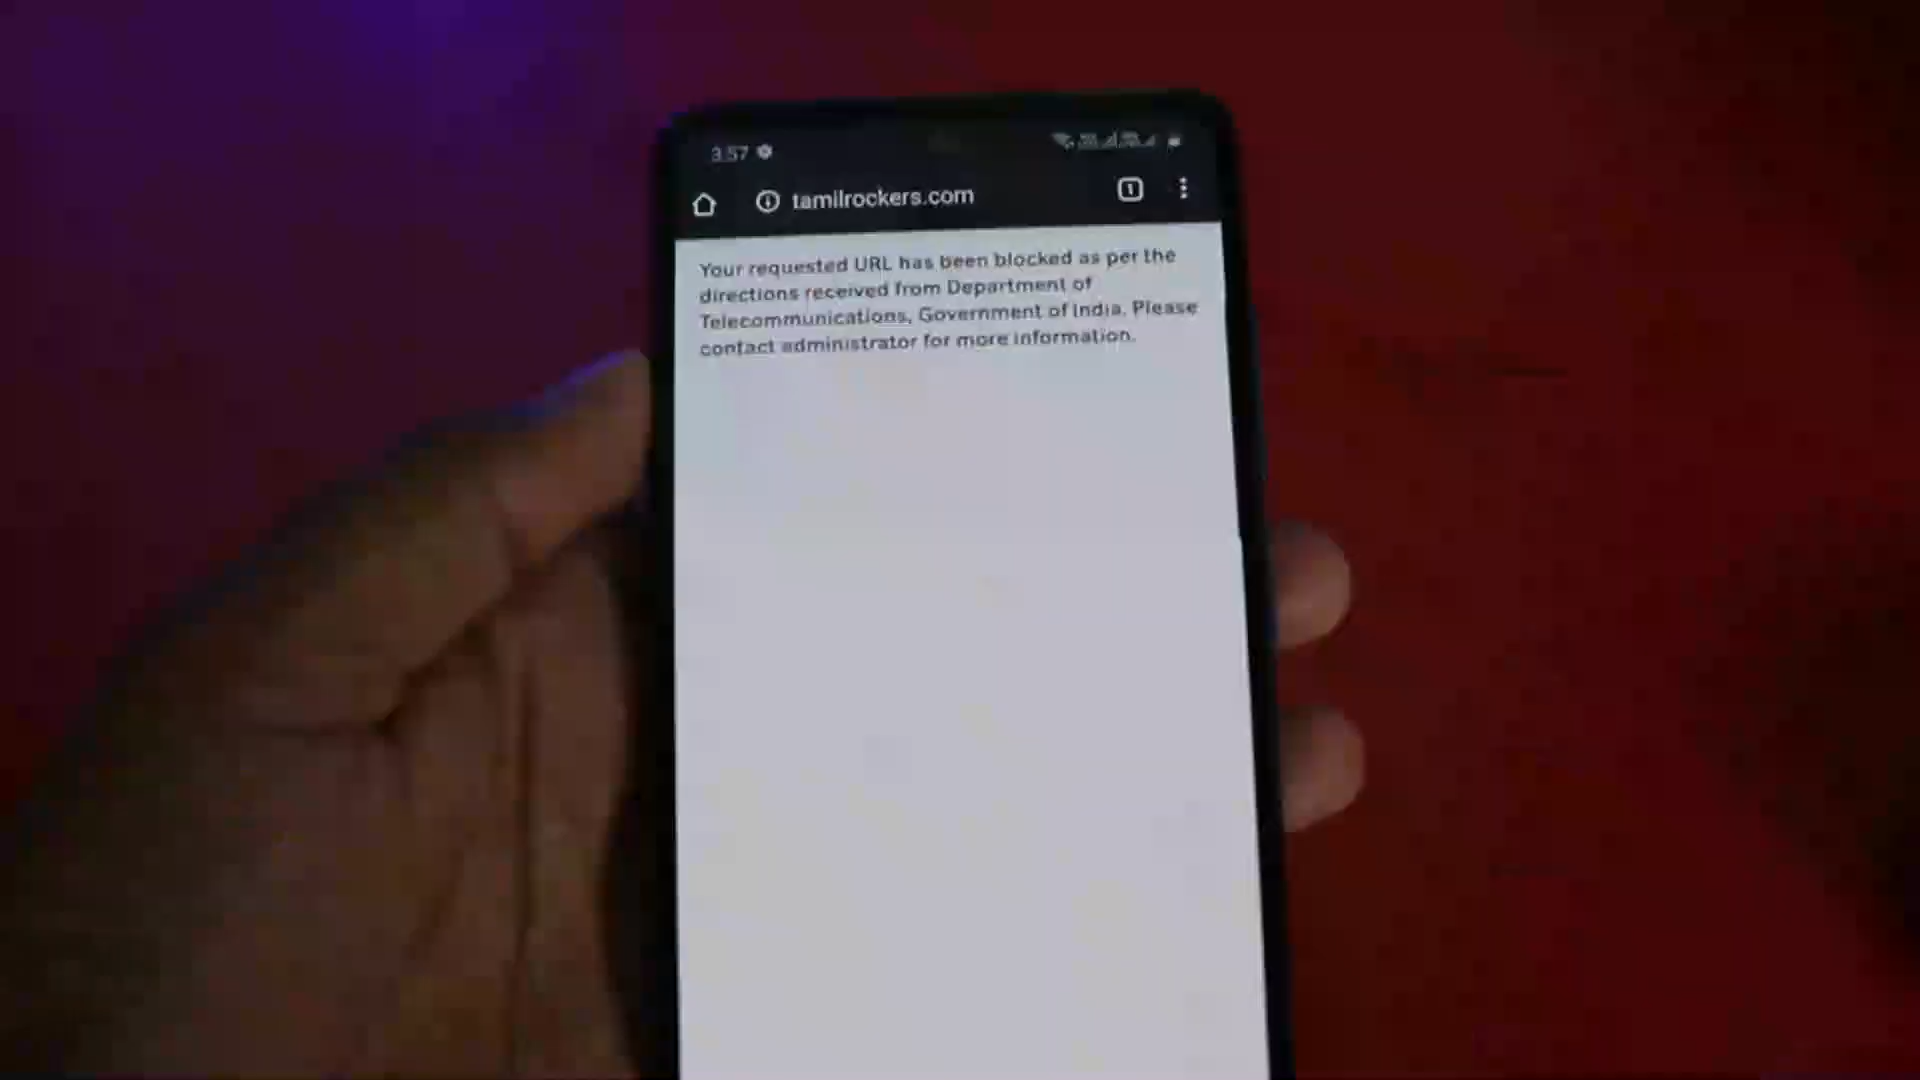 3:57
tamilrockers.com
1
Your requested URL has been blocked as per the
directions received from Department of
Telecommunications, Government of India. Please
contact administrator for more information.